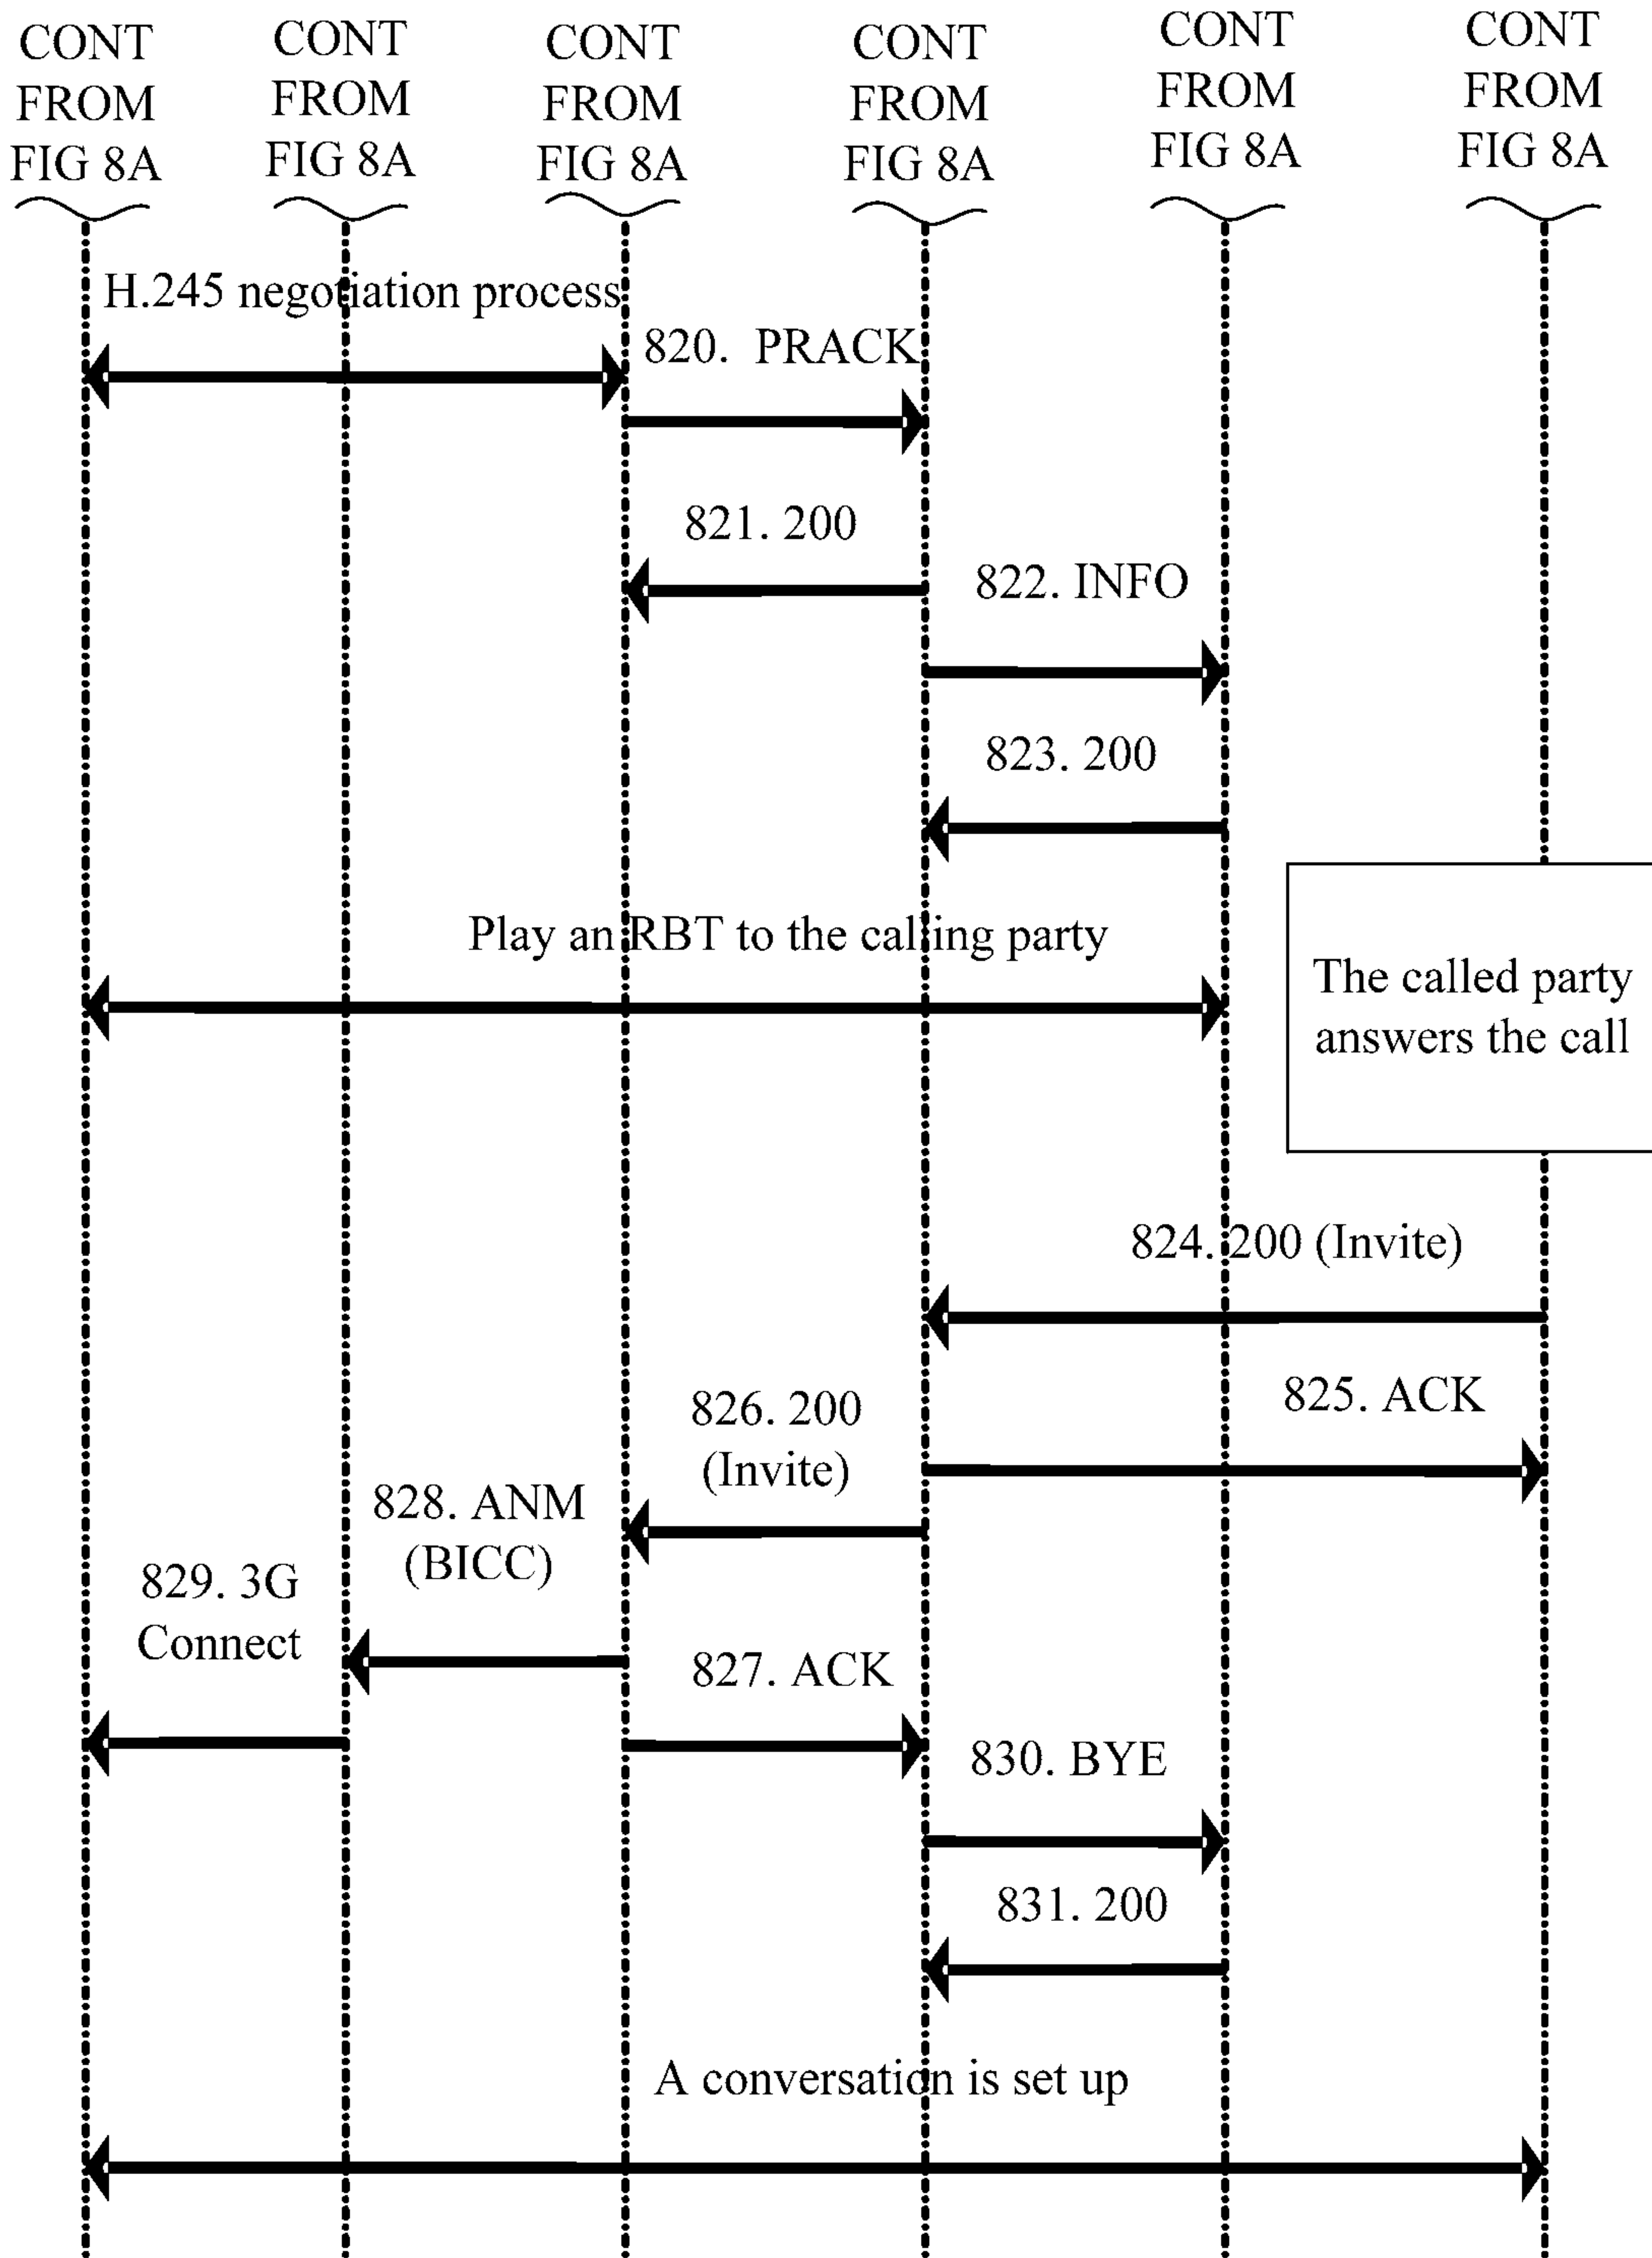 CONT
FROM
FIG 8A
CONT
FROM
FIG 8A
CONT
FROM
FIG 8A
CONT
FROM
FIG 8A
CONT
FROM
FIG 8A
CONT
FROM
FIG 8A
H.245 negotiation process
820. PRACK
821. 200
822. INFO
823. 200
Play an RBT to the calling party
The called party
answers the call
824. 200 (Invite)
825. ACK
826. 200
(Invite)
828. ANM
(BICC)
829. 3G
Connect
827. ACK
830. BYE
831. 200
A conversation is set up